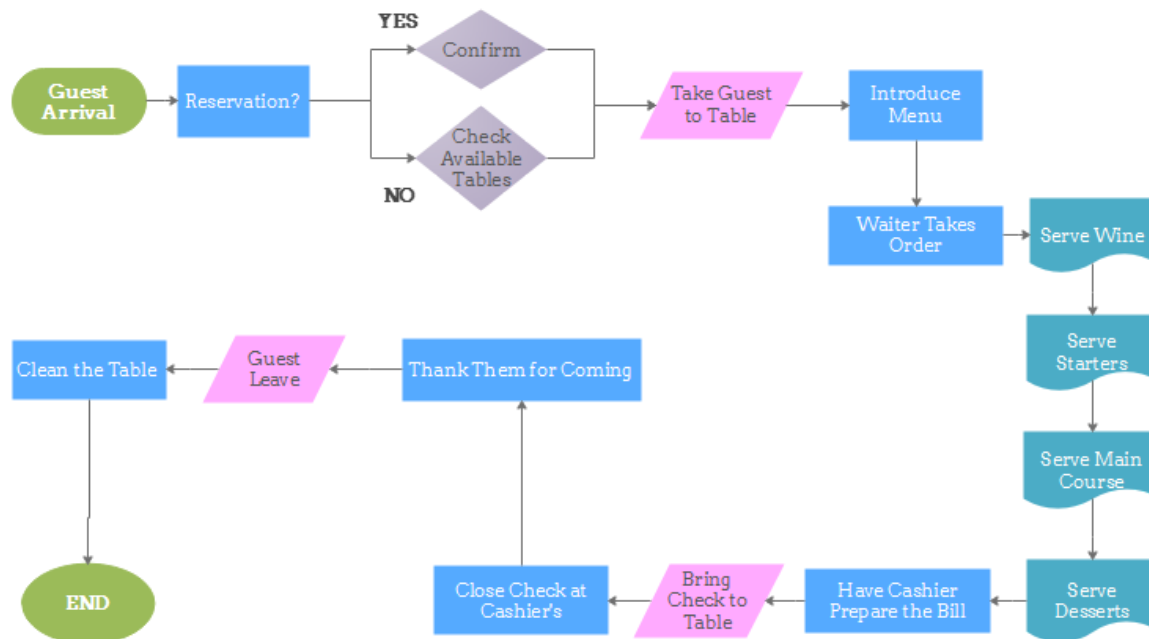 YES
Confirm
Guest
Arrival
Reservation?
Check
Available
Tables
NO
Take Guest
to Table
Introduce
Menu
Waiter Takes
Order
Serve Wine
Serve
Starters
Serve Main
Course
Serve
Desserts
Have Cashier
Prepare the Bill
Bring
Check to
Table
Close Check at
Cashier's
Thank Them for Coming
Guest
Leave
Clean the Table
END